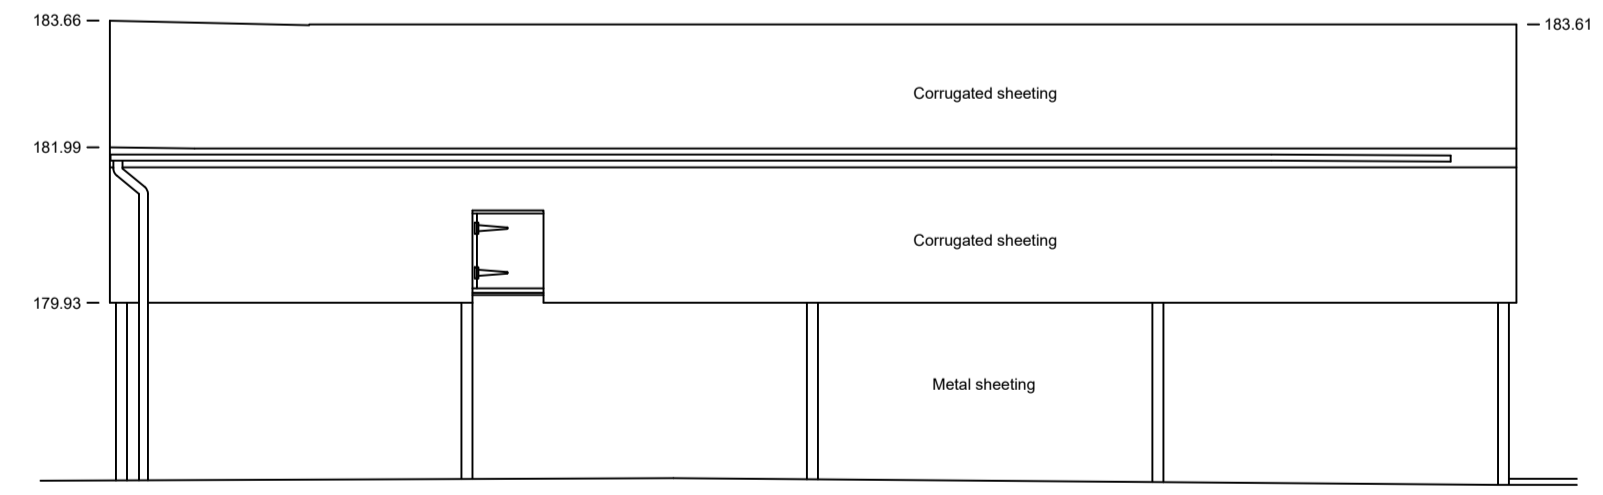 183.66
183.61
Corrugated sheeting
181.99
Corrugated sheeting
179.93
Metal sheeting